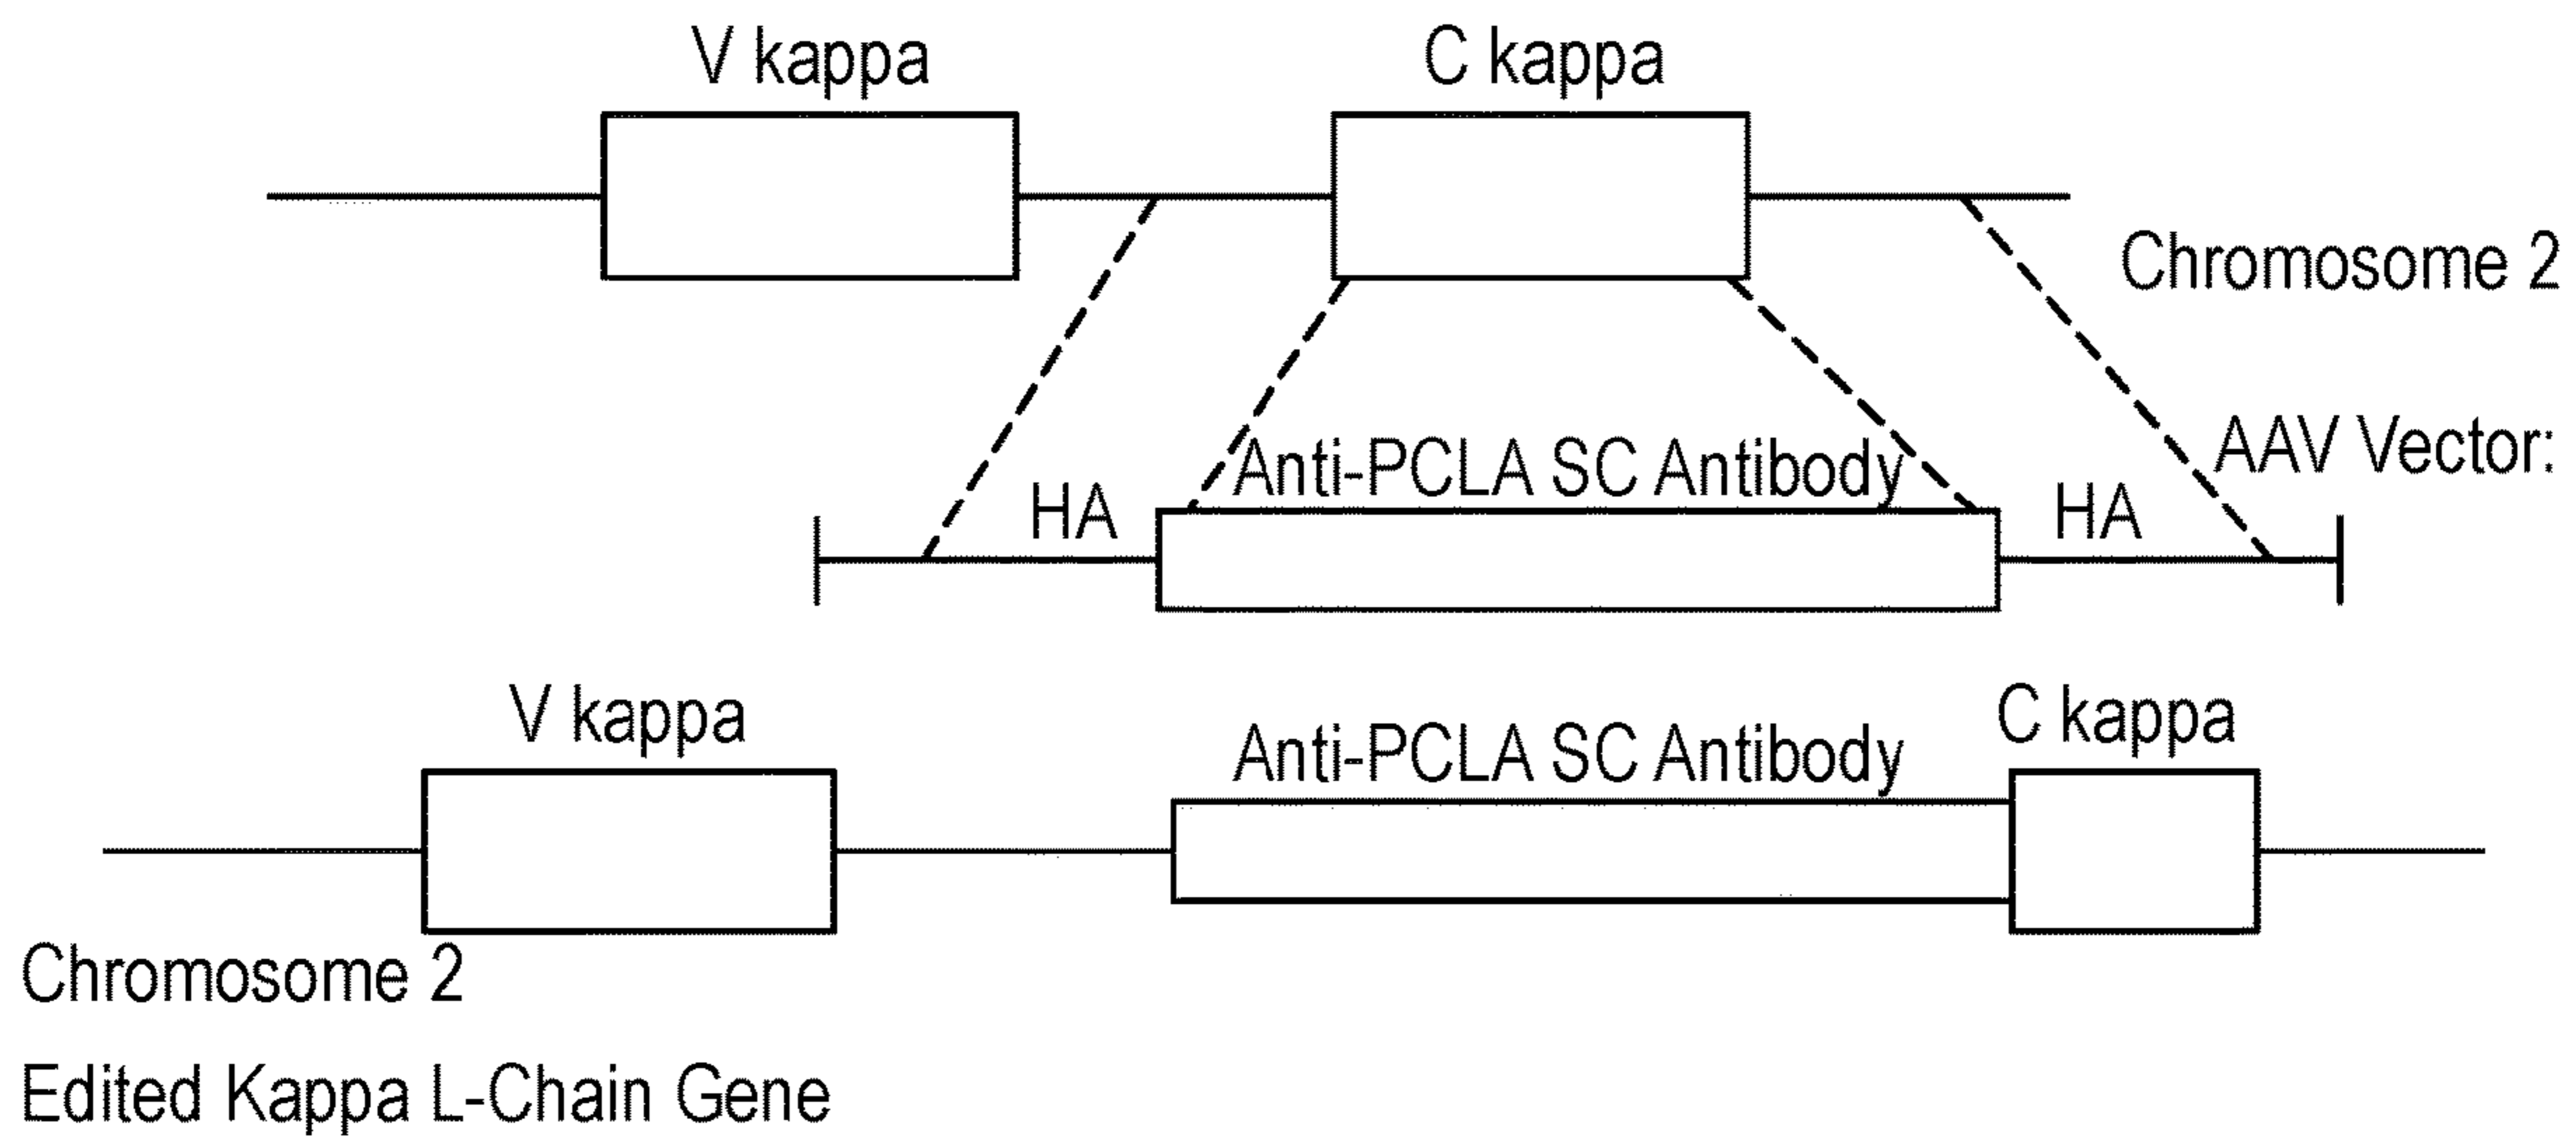 V kappa
C kappa
Chromosome 2
AAV Vector:
Anti-PCLA SC Antibody
HA
HA
V kappa
Anti-PCLA SC Antibody
C kappa
Chromosome 2
Edited Kappa L-Chain Gene